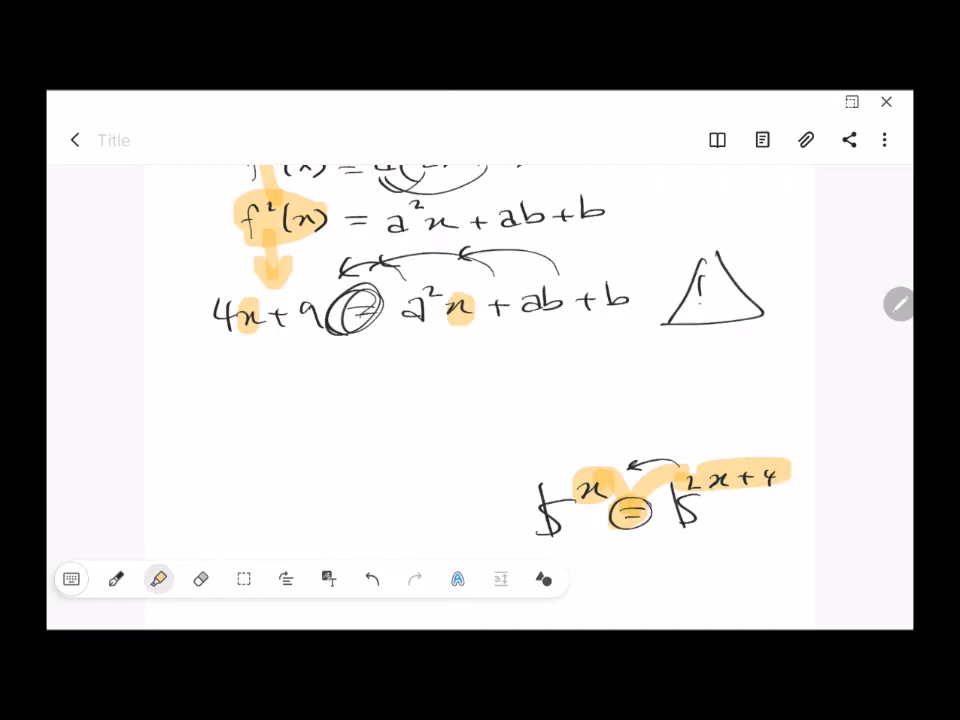 Title
f²(x) = a²x + ab + b
4x + 9 = a²x + ab + b
!
5^x = 5^2x+4